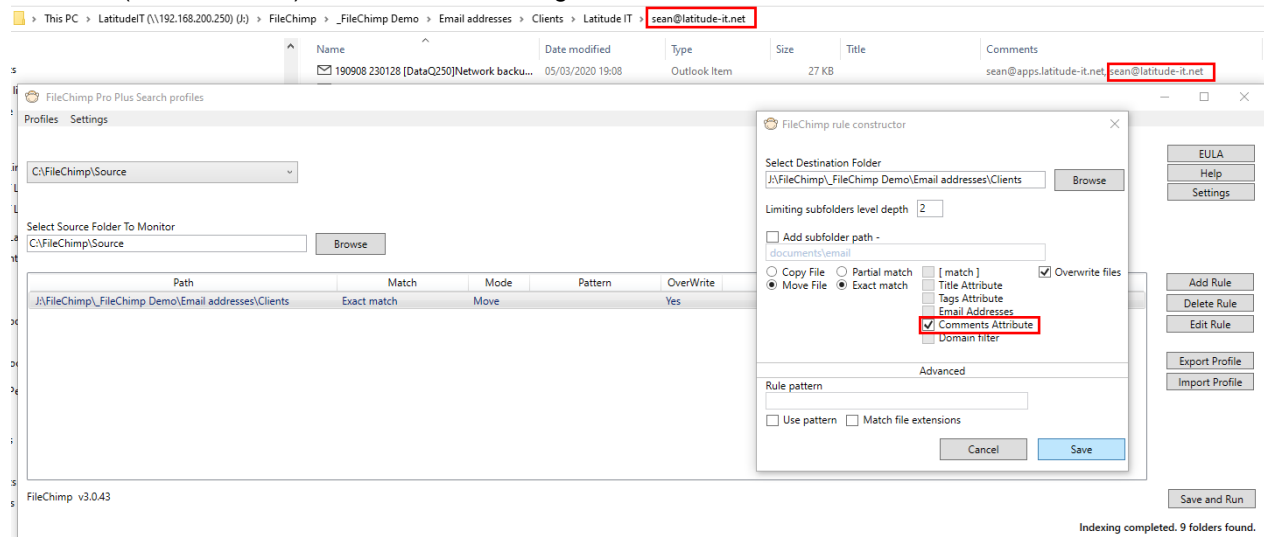 This PC > LatitudeIT (\\192.168.200.250) (J:) > FileChimp > _FileChimp Demo > Email addresses > Clients > Latitude IT > sean@latitude-it.net
Name Date modified Type Size Title Comments
190908 230128 [DataQ250]Network backu... 05/03/2020 19:08 Outlook Item 27 KB sean@apps.latitude-it.net, sean@latitude-it.net
FileChimp Pro Plus Search profiles
Profiles Settings
C:\FileChimp\Source
Select Source Folder To Monitor
C:\FileChimp\Source Browse
Path Match Mode Pattern OverWrite
J:\FileChimp\_FileChimp Demo\Email addresses\Clients Exact match Move Yes
FileChimp rule constructor
Select Destination Folder
J:\FileChimp\_FileChimp Demo\Email addresses\Clients Browse
Limiting subfolders level depth 2
Add subfolder path -
documents\email
Copy File Partial match [ match ] Overwrite files
Move File Exact match Title Attribute
Tags Attribute
Email Addresses
Comments Attribute
Domain filter
Advanced
Rule pattern
Use pattern Match file extensions
Cancel Save
EULA
Help
Settings
Add Rule
Delete Rule
Edit Rule
Export Profile
Import Profile
FileChimp v3.0.43
Save and Run
Indexing completed. 9 folders found.